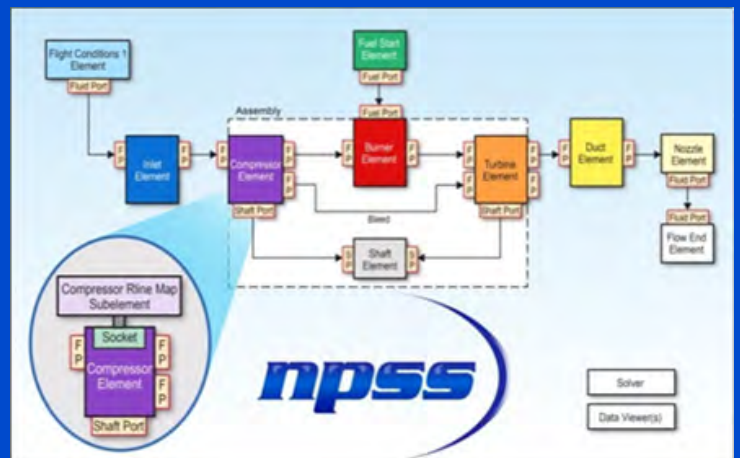 Flight Conditions 1
Element
Fluid Port
Fuel Start
Element
Fuel Port
Assembly
Fuel Port
Inlet
Element
F
P
F
P
Compressor
Element
F
P
F
P
F
P
Shaft Port
Burner
Element
F
P
F
P
Bleed
Turbine
Element
F
P
F
P
F
P
Shaft Port
Shaft
Element
S
P
S
P
Duct
Element
F
P
F
P
Nozzle
Element
Fluid Port
F
P
Fluid Port
Flow End
Element
Compressor Rline Map
Subelement
Socket
Compressor
Element
F
P
F
P
F
P
Shaft Port
npss
Solver
Data Viewer(s)